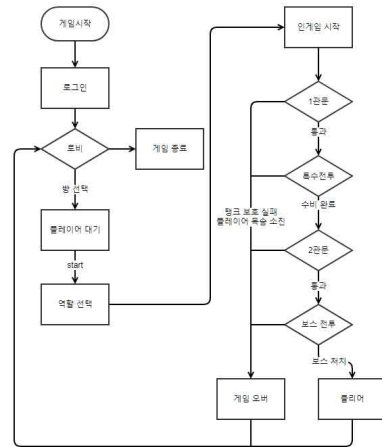 게임시작
로그인
로비
게임 종료
방 선택
플레이어 대기
start
역할 선택
인게임 시작
1관문
통과
특수전투
수비 완료
탱크 보호 실패
플레이어 목숨 소진
2관문
통과
보스 전투
보스 처치
게임 오버
클리어